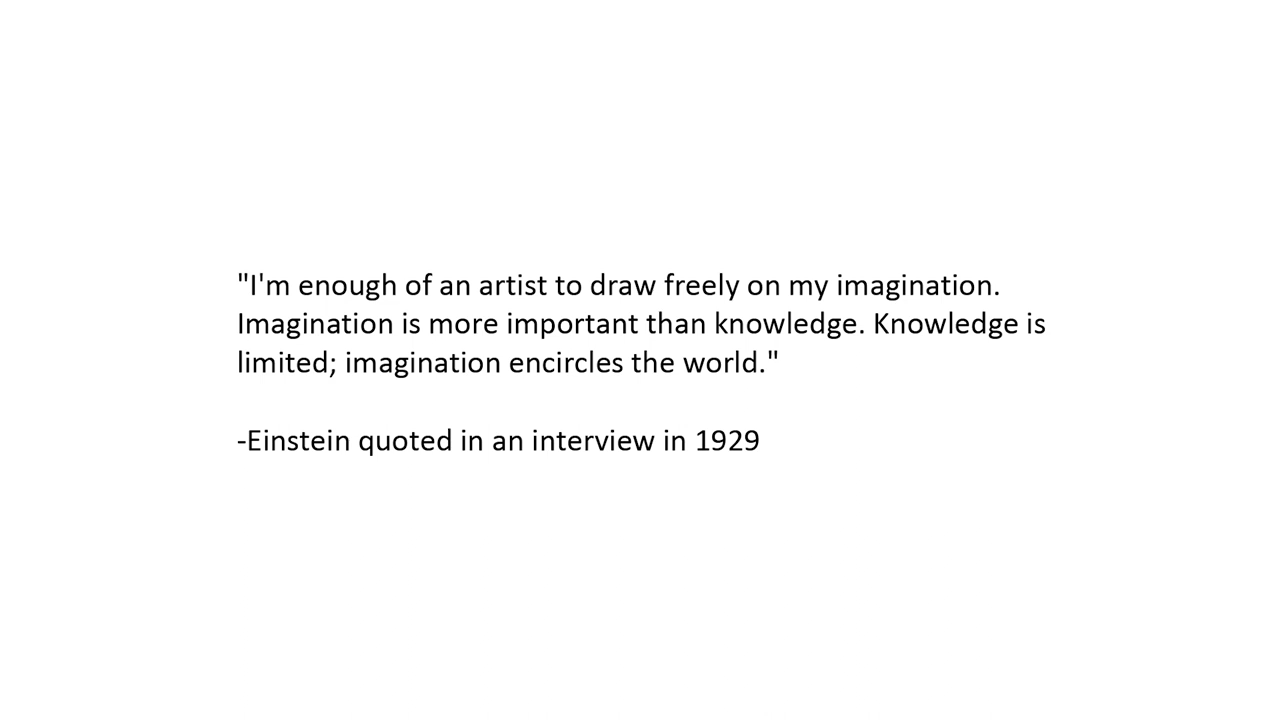 "I'm enough of an artist to draw freely on my imagination.
Imagination is more important than knowledge. Knowledge is
limited; imagination encircles the world."
-Einstein quoted in an interview in 1929